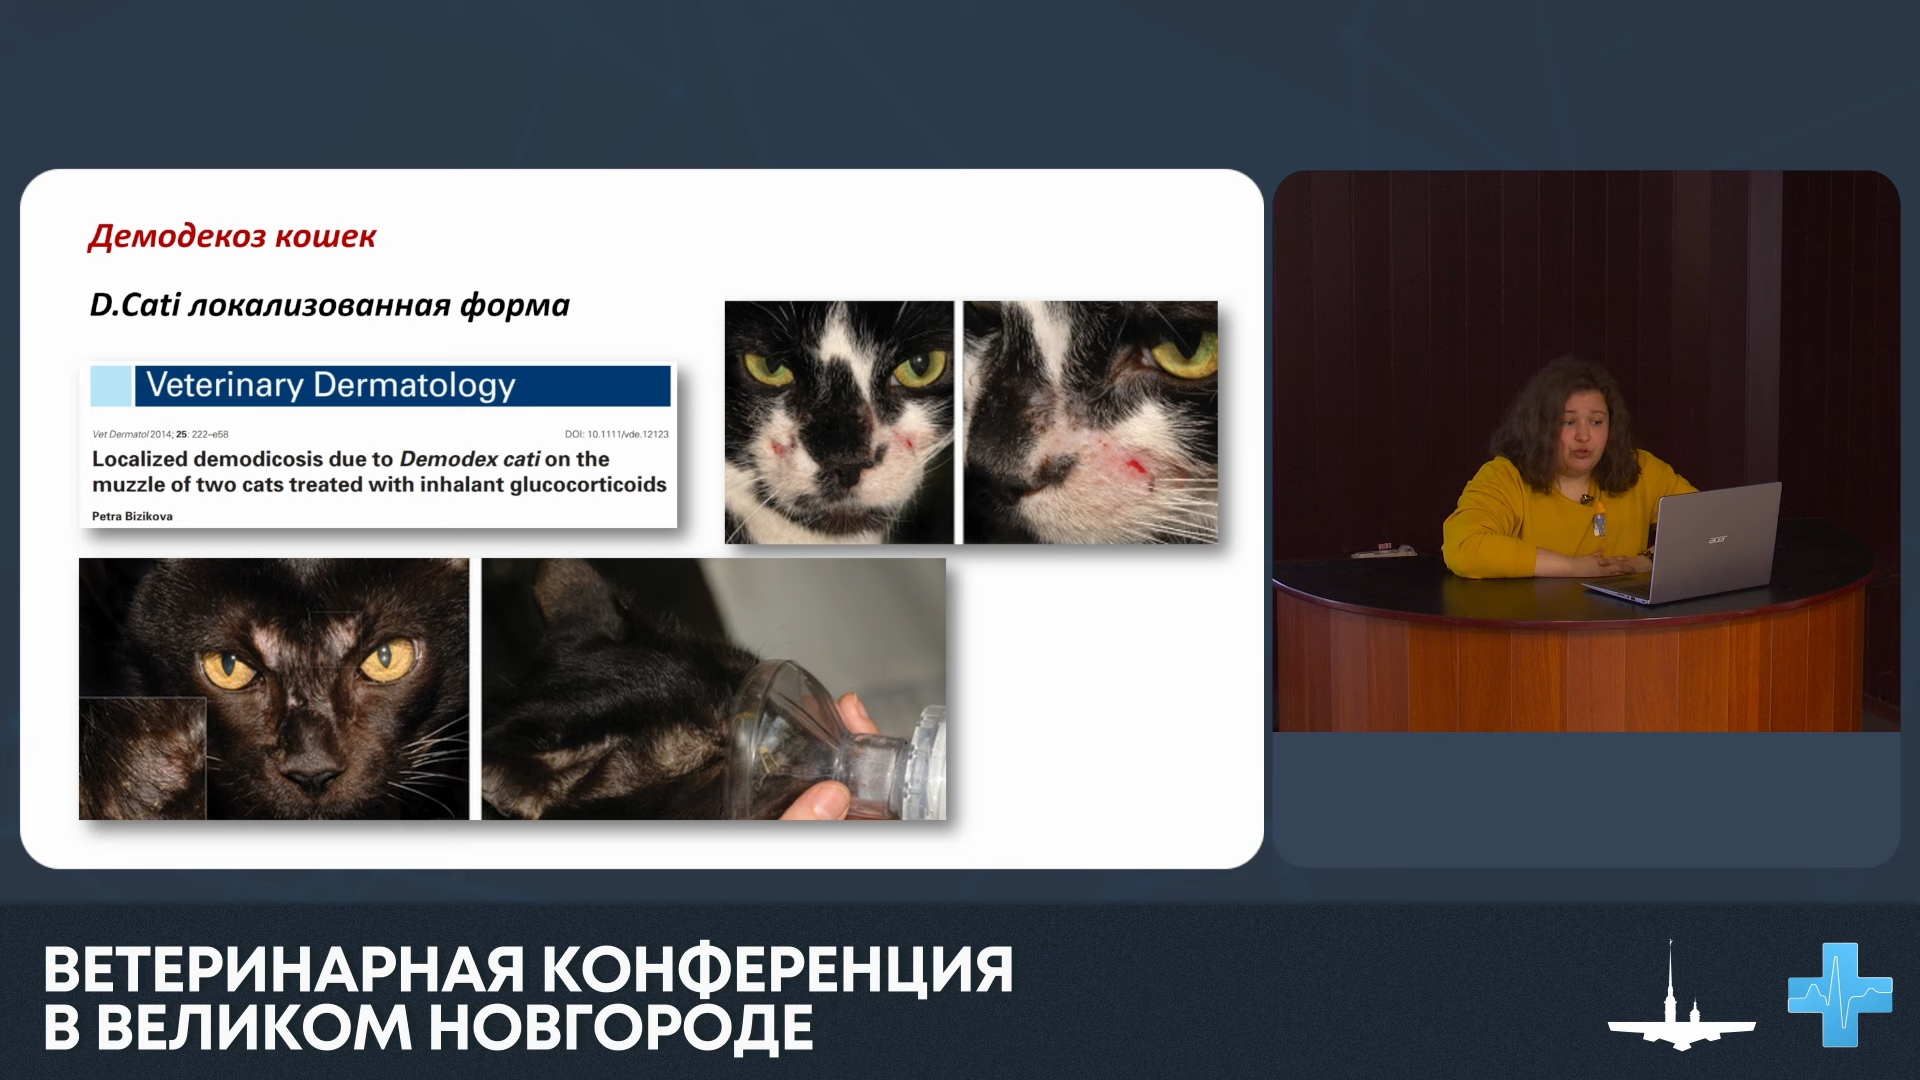 Демодекоз кошек
D.Cati локализованная форма
Veterinary Dermatology
Vet Dermatol 2014; 25: 222–e58
DOI: 10.1111/vde.12123
Localized demodicosis due to Demodex cati on the
muzzle of two cats treated with inhalant glucocorticoids
Petra Bizikova
acer
ВЕТЕРИНАРНАЯ КОНФЕРЕНЦИЯ
В ВЕЛИКОМ НОВГОРОДЕ